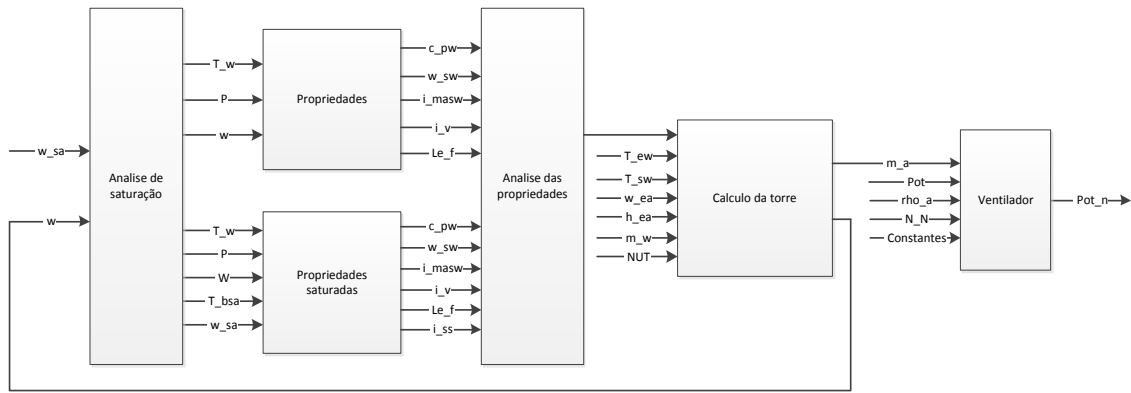 w_sa
w
Analise de
saturação
T_w
P
w
T_w
P
W
T_bsa
w_sa
Propriedades
Propriedades
saturadas
c_pw
w_sw
i_masw
i_v
Le_f
c_pw
w_sw
i_masw
i_v
Le_f
i_ss
Analise das
propriedades
T_ew
T_sw
w_ea
h_ea
m_w
NUT
Calculo da torre
m_a
Pot
rho_a
N_N
Constantes
Ventilador
Pot_n